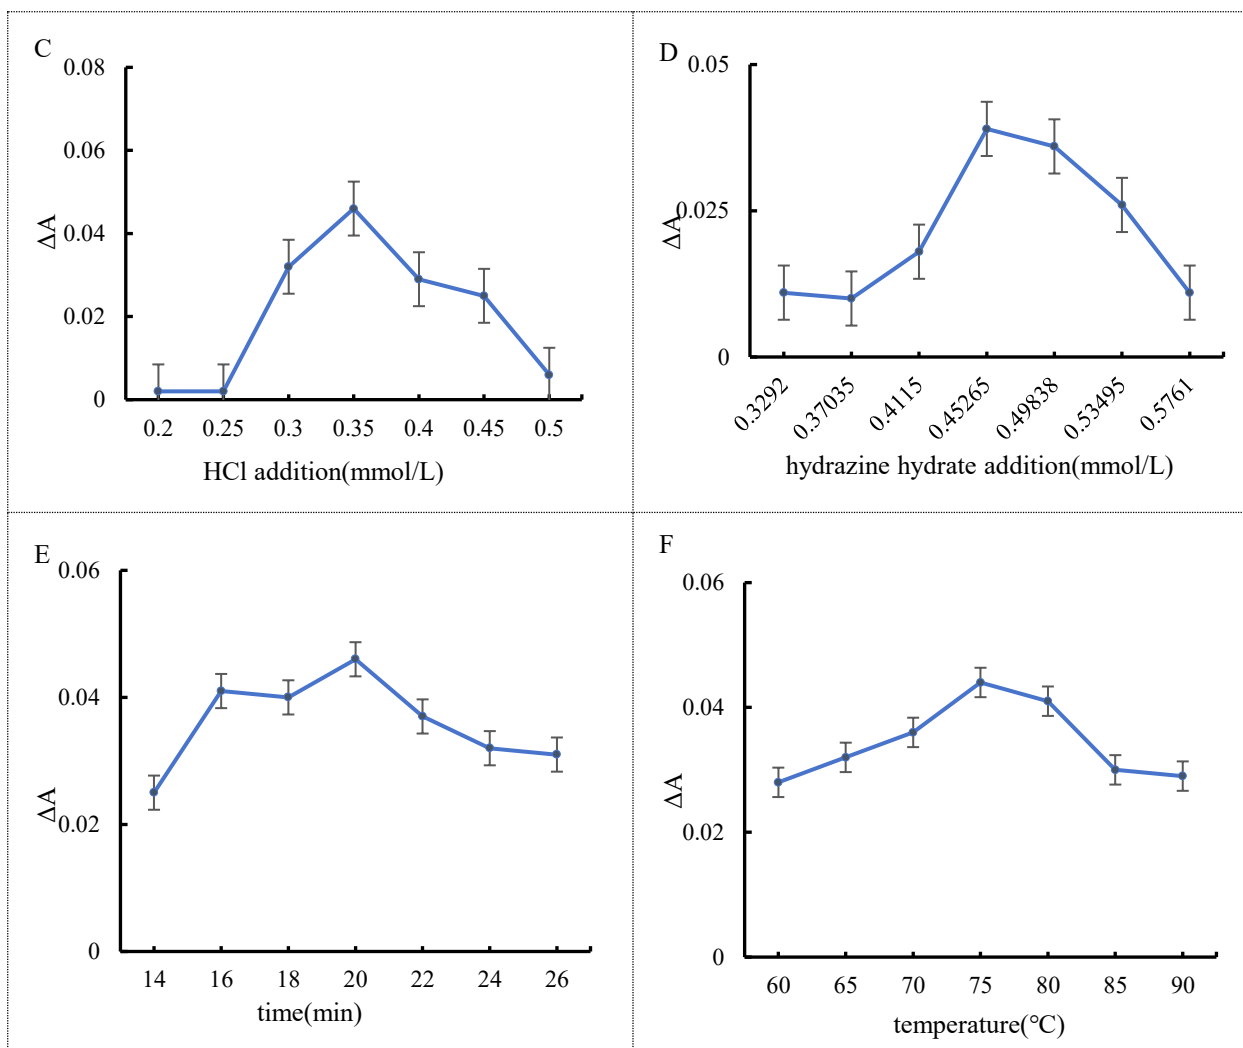 C
0.08
0.06
0.04
0.02
0
ΔA
0.2 0.25 0.3 0.35 0.4 0.45 0.5
HCl addition(mmol/L)
D
0.05
0.025
0
ΔA
0.3292 0.37035 0.4115 0.45265 0.49838 0.53495 0.5761
hydrazine hydrate addition(mmol/L)
E
0.06
0.04
0.02
0
ΔA
14 16 18 20 22 24 26
time(min)
F
0.06
0.04
0.02
0
ΔA
60 65 70 75 80 85 90
temperature(℃)